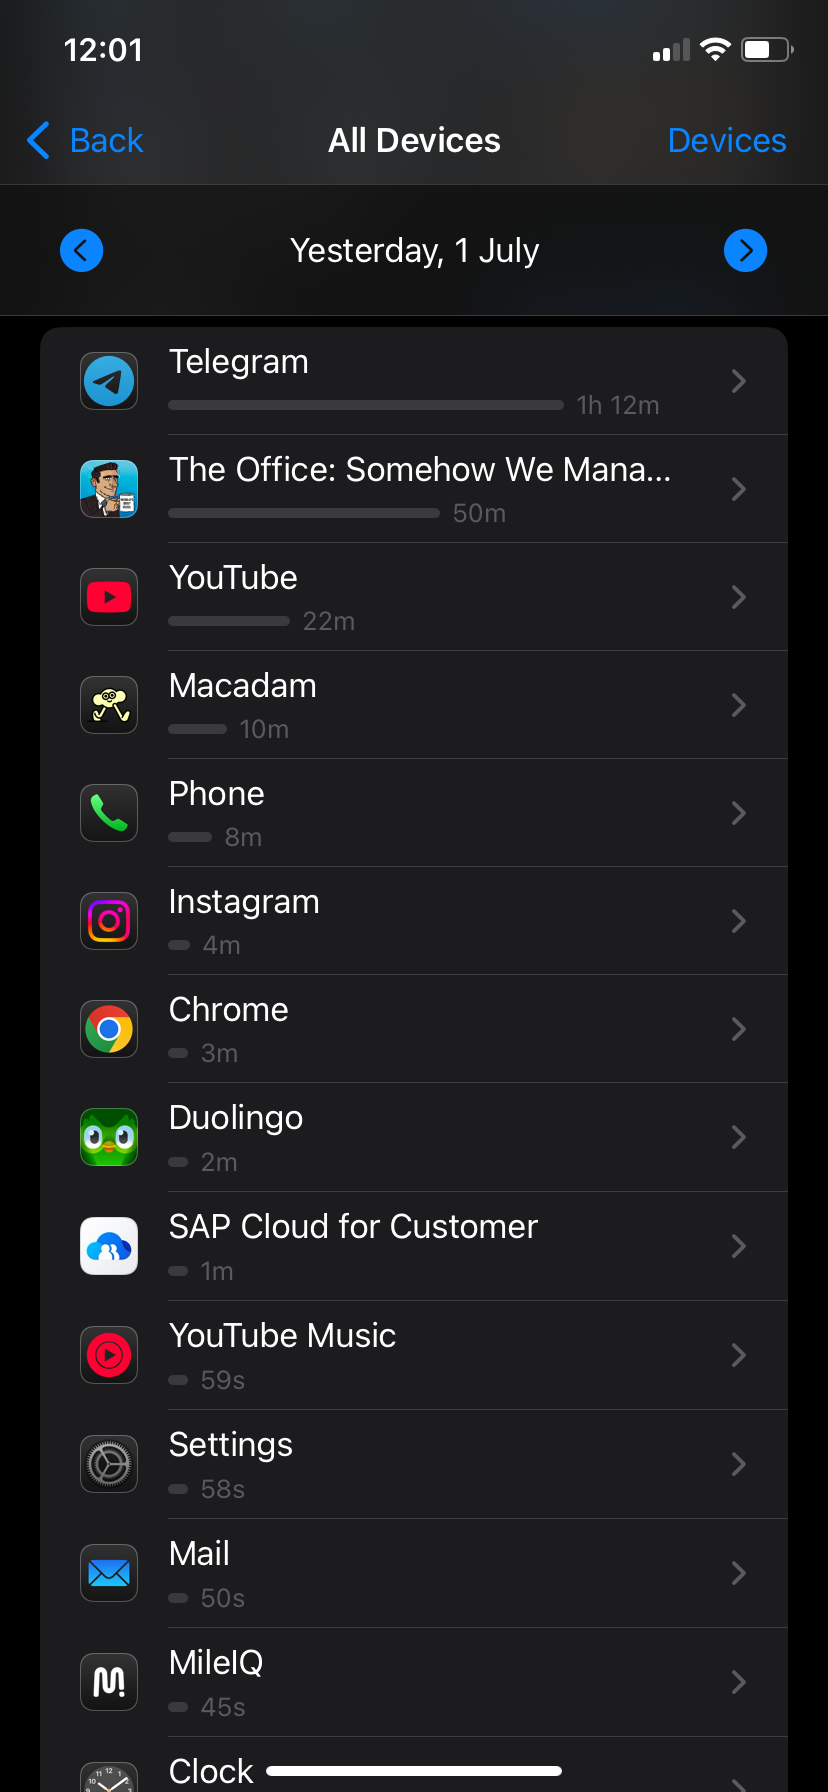 12:01
Back
All Devices
Devices
Yesterday, 1 July
Telegram
1h 12m
The Office: Somehow We Mana...
50m
YouTube
22m
Macadam
10m
Phone
8m
Instagram
4m
Chrome
3m
Duolingo
2m
SAP Cloud for Customer
1m
YouTube Music
59s
Settings
58s
Mail
50s
MileIQ
45s
Clock